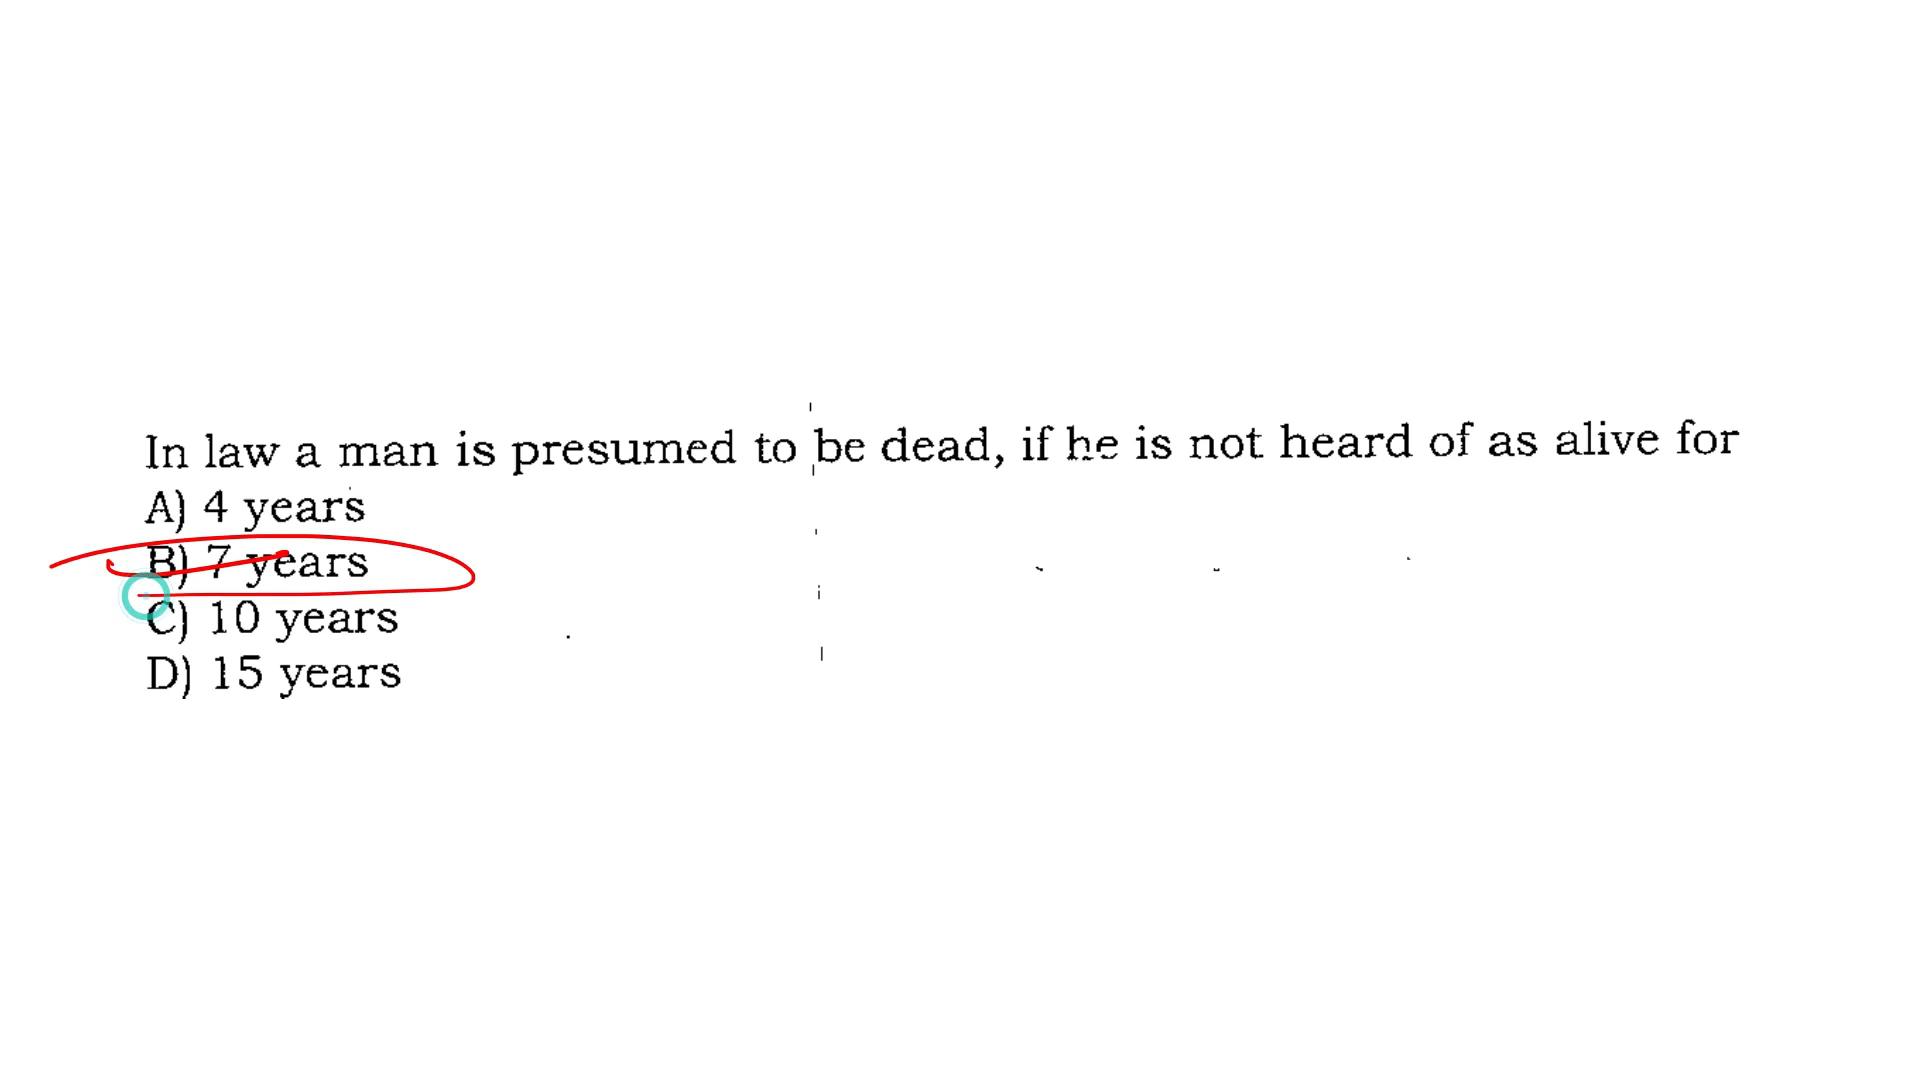 In law a man is presumed to be dead, if he is not heard of as alive for
A) 4 years
B) 7 years
C) 10 years
D) 15 years